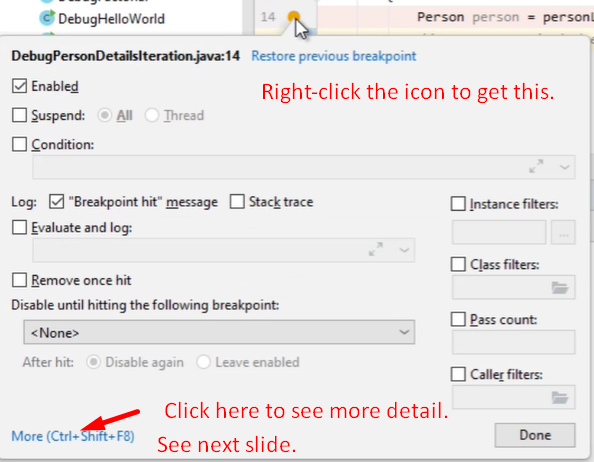 DebugHelloWorld
14
Person person = personL
DebugPersonDetailsIteration.java:14 Restore previous breakpoint
Right-click the icon to get this.
Enabled
Suspend: All Thread
Condition:
Log: "Breakpoint hit" message Stack trace
Instance filters:
Evaluate and log:
...
Class filters:
Remove once hit
Disable until hitting the following breakpoint:
Pass count:
<None>
After hit: Disable again Leave enabled
Caller filters:
Click here to see more detail.
More (Ctrl+Shift+F8)
See next slide.
Done